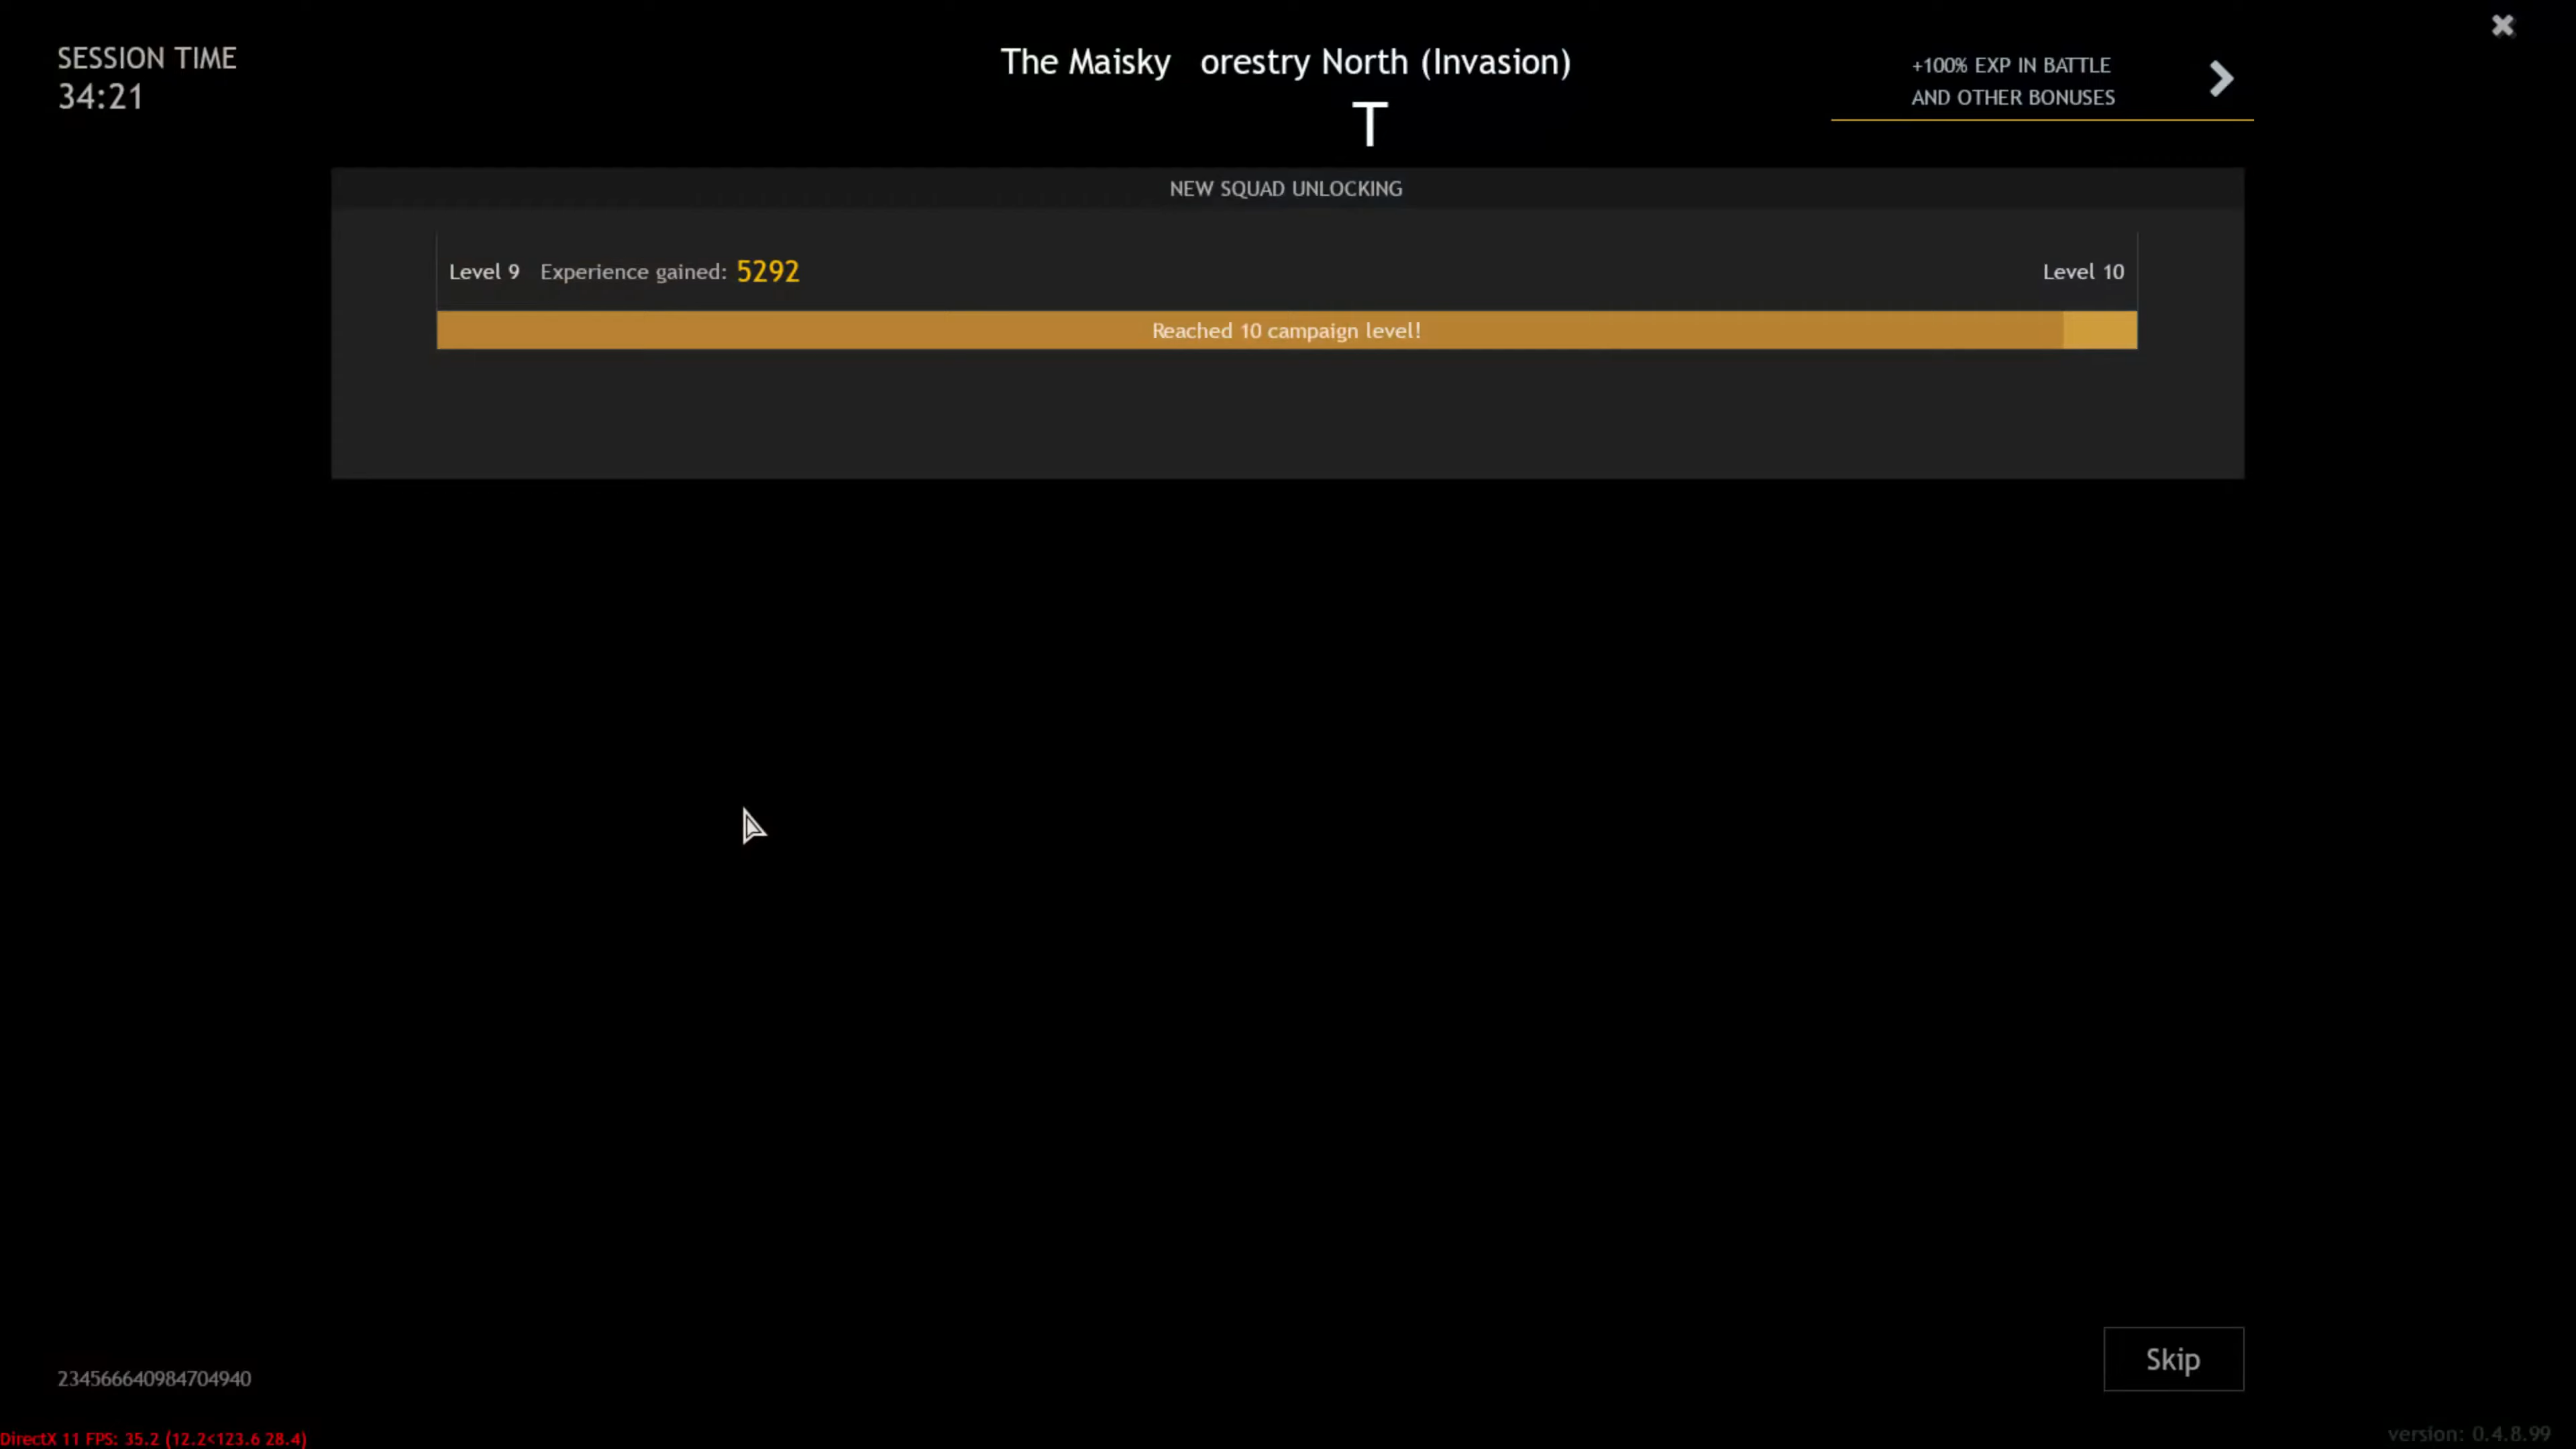 SESSION TIME
34:21
The Maisky orestry North (Invasion)
T
+100% EXP IN BATTLE
AND OTHER BONUSES
NEW SQUAD UNLOCKING
Level 9 Experience gained: 5292
Level 10
Reached 10 campaign level!
Skip
234566640984704940
DirectX 11 FPS: 35.2 (12.2<123.6 28.4)
version: 0.4.8.99